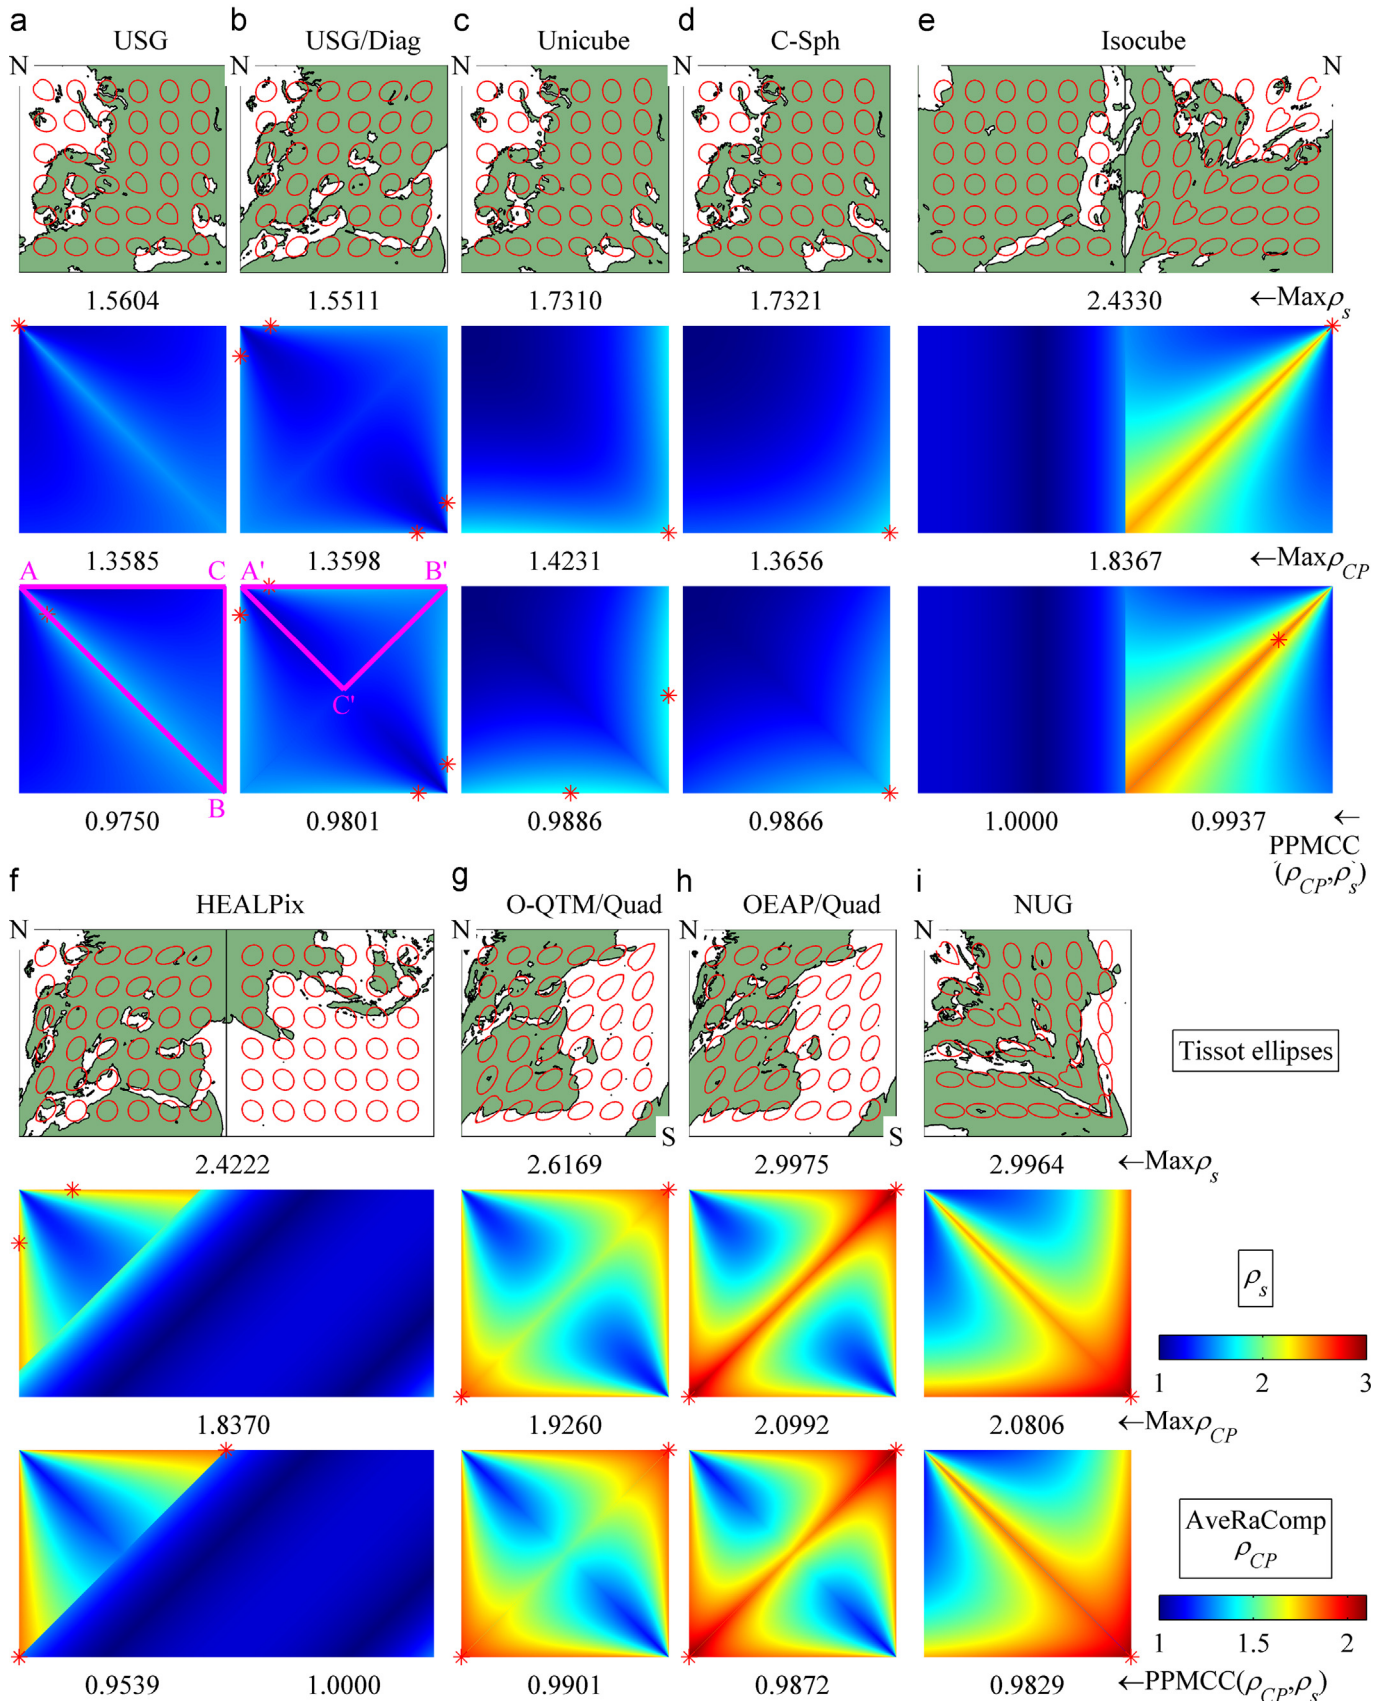 a b c d e
USG USG/Diag Unicube C-Sph Isocube
N N N N N
1.5604 1.5511 1.7310 1.7321 2.4330 ←Maxρs
1.3585 1.3598 1.4231 1.3656 1.8367 ←MaxρCP
A C A' B'
C'
B
0.9750 0.9801 0.9886 0.9866 1.0000 0.9937 ←
PPMCC
(ρCP,ρs)
f g h i
HEALPix O-QTM/Quad OEAP/Quad NUG
N N N N
Tissot ellipses
S S
2.4222 2.6169 2.9975 2.9964 ←Maxρs
ρs
1 2 3
1.8370 1.9260 2.0992 2.0806 ←MaxρCP
AveRaComp
ρCP
1 1.5 2
0.9539 1.0000 0.9901 0.9872 0.9829 ←PPMCC(ρCP,ρs)